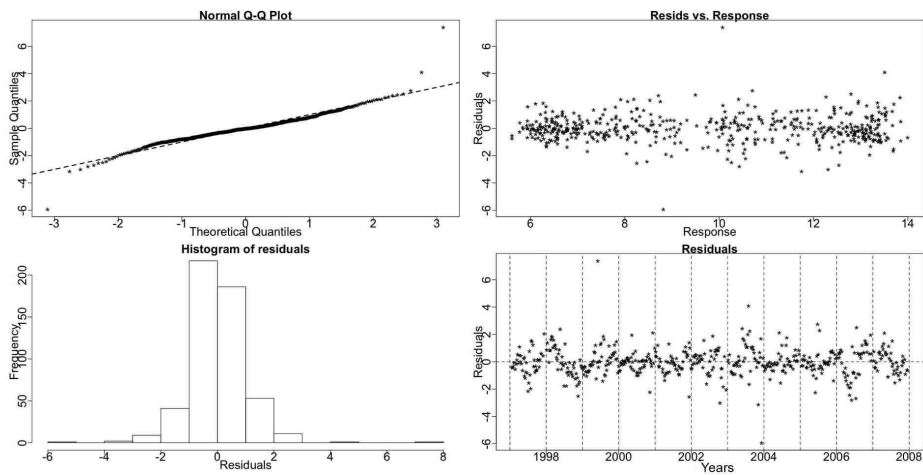 Normal Q-Q Plot
Sample Quantiles
6
4
2
0
-2
-4
-6
-3 -2 -1 0 1 2 3
Theoretical Quantiles
Resids vs. Response
Residuals
6
4
2
0
-2
-4
-6
6 8 10 12 14
Response
Histogram of residuals
Frequency
200
150
100
50
0
-6 -4 -2 0 2 4 6 8
Residuals
Residuals
Residuals
6
4
2
0
-2
-4
-6
1998 2000 2002 2004 2006 2008
Years